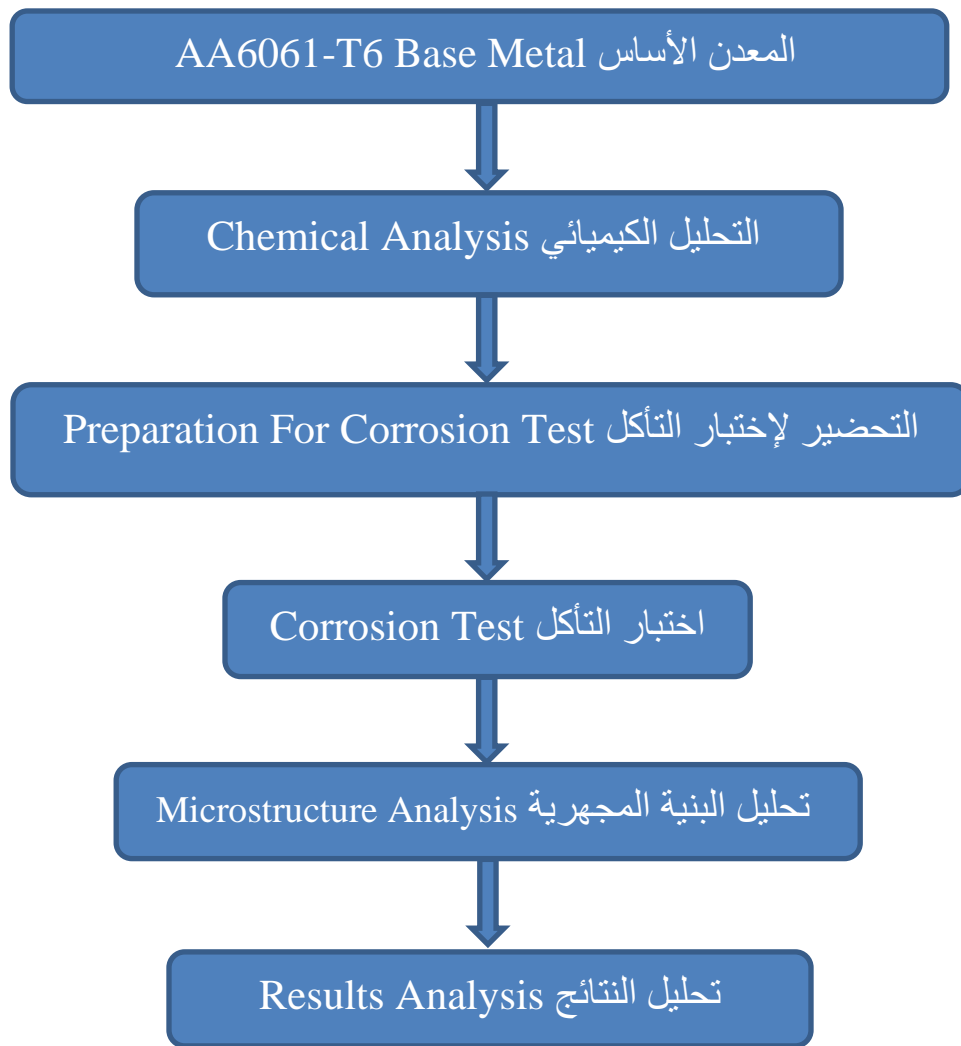 المعدن الأساس AA6061-T6 Base Metal
التحليل الكيميائي Chemical Analysis
التحضير لإختبار التأكل Preparation For Corrosion Test
اختبار التأكل Corrosion Test
تحليل البنية المجهرية Microstructure Analysis
تحليل النتائج Results Analysis